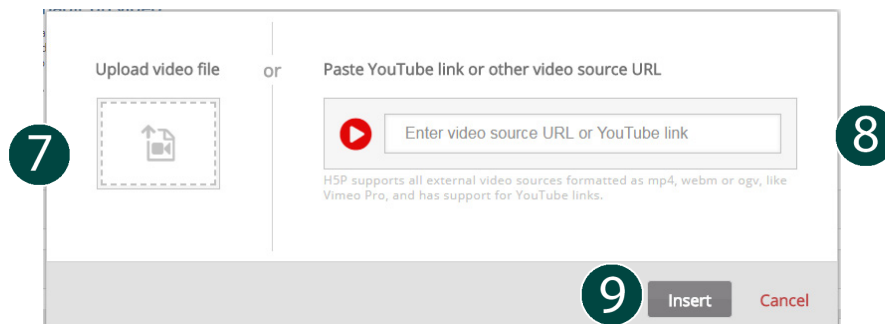 Upload video file
or
Paste YouTube link or other video source URL
7
Enter video source URL or YouTube link
8
H5P supports all external video sources formatted as mp4, webm or ogv, like
Vimeo Pro, and has support for YouTube links.
9
Insert
Cancel